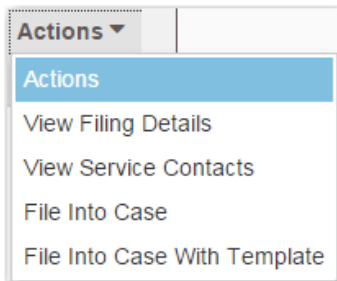 Actions
Actions
View Filing Details
View Service Contacts
File Into Case
File Into Case With Template